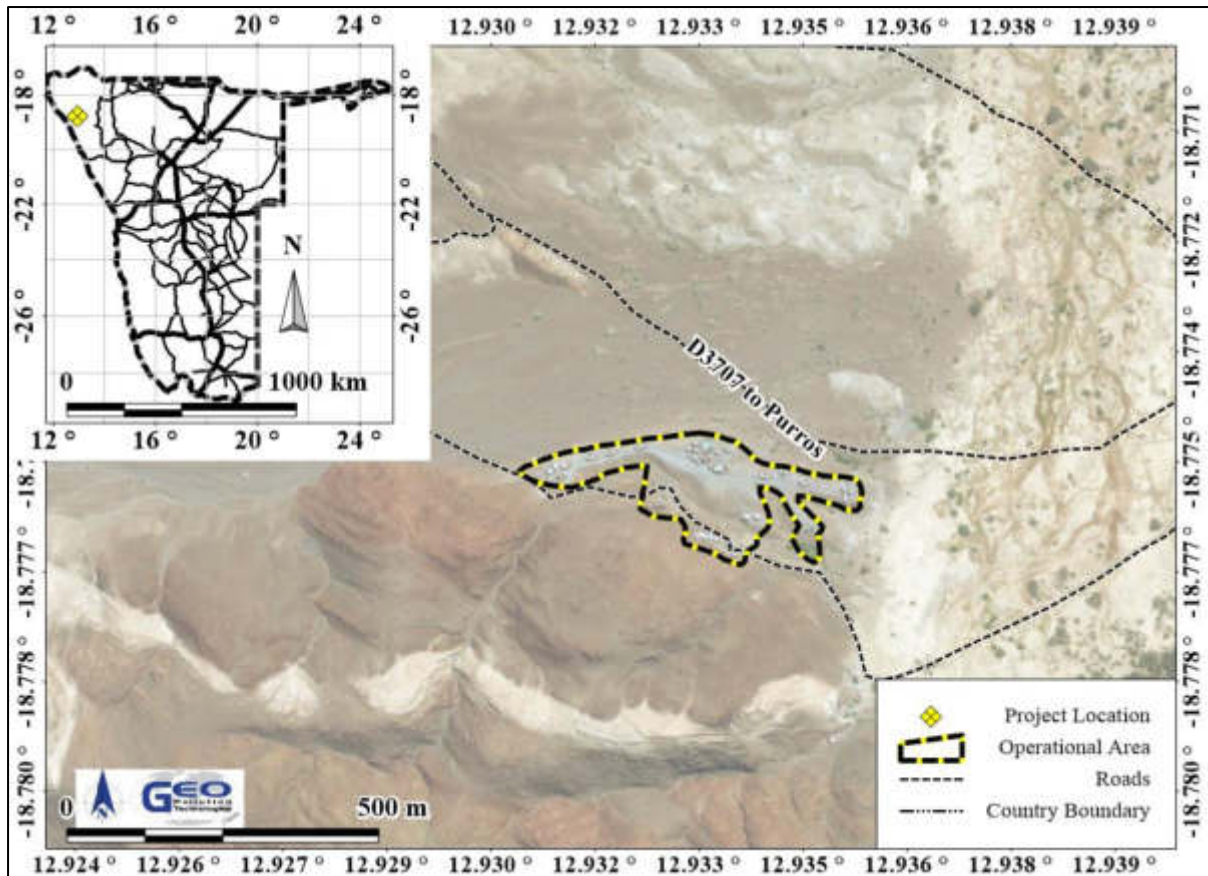 12.930 ° 12.932 ° 12.933 ° 12.935 ° 12.936 ° 12.938 ° 12.939 °
12 ° 16 ° 20 ° 24 °
-18 °
-22 °
-26 °
-18 °
-22 °
-26 °
N
0 1000 km
12 ° 16 ° 20 ° 24 °
D3707 to Purros
-18.771 °
-18.772 °
-18.774 °
-18.775 °
-18.777 °
-18.778 °
-18.780 °
-18.777 °
-18.778 °
-18.780 °
Project Location
Operational Area
Roads
Country Boundary
GEO
Pollution
Technologies
0 500 m
12.924 ° 12.926 ° 12.927 ° 12.929 ° 12.930 ° 12.932 ° 12.933 ° 12.935 ° 12.936 ° 12.938 ° 12.939 °